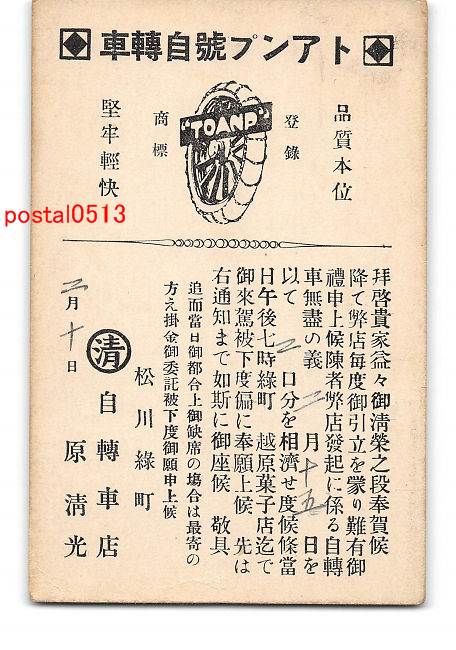 車轉自號プンアト
品質本位
登錄
"TOANP"
商標
堅牢輕快
postal0513
拜啓貴家益々御淸榮之段奉賀候
降て弊店每度御引立を蒙り難有御
禮申上候陳者弊店發起に係る自轉
車無盡の義 二 月 十五 日を
以て 二 口分を相濟せ度候條當
日午後七時綠町 越原菓子店迄で
御來駕被下度偏に奉願上候 先は
右通知まで如斯に御座候 敬具
追而當日御都合上御缺席の場合は最寄の
方え掛金御委託被下度御願申上候
松川綠町
淸 自轉車店
原淸光
二月十日